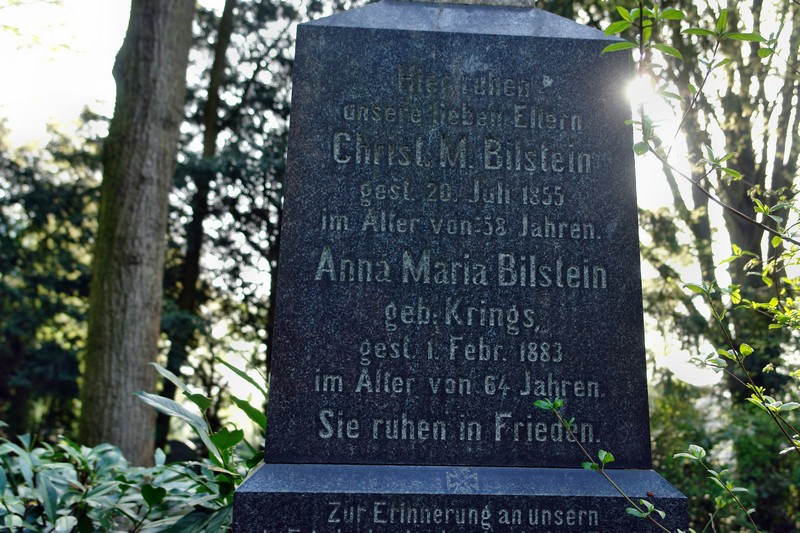 Hier ruhen
unsere lieben Eltern
Christ. M. Bilstein
gest. 20. Juli 1855
im Alter von 58 Jahren.
Anna Maria Bilstein
geb. Krings,
gest. 1. Febr. 1883
im Alter von 64 Jahren.
Sie ruhen in Frieden.
Zur Erinnerung an unsern